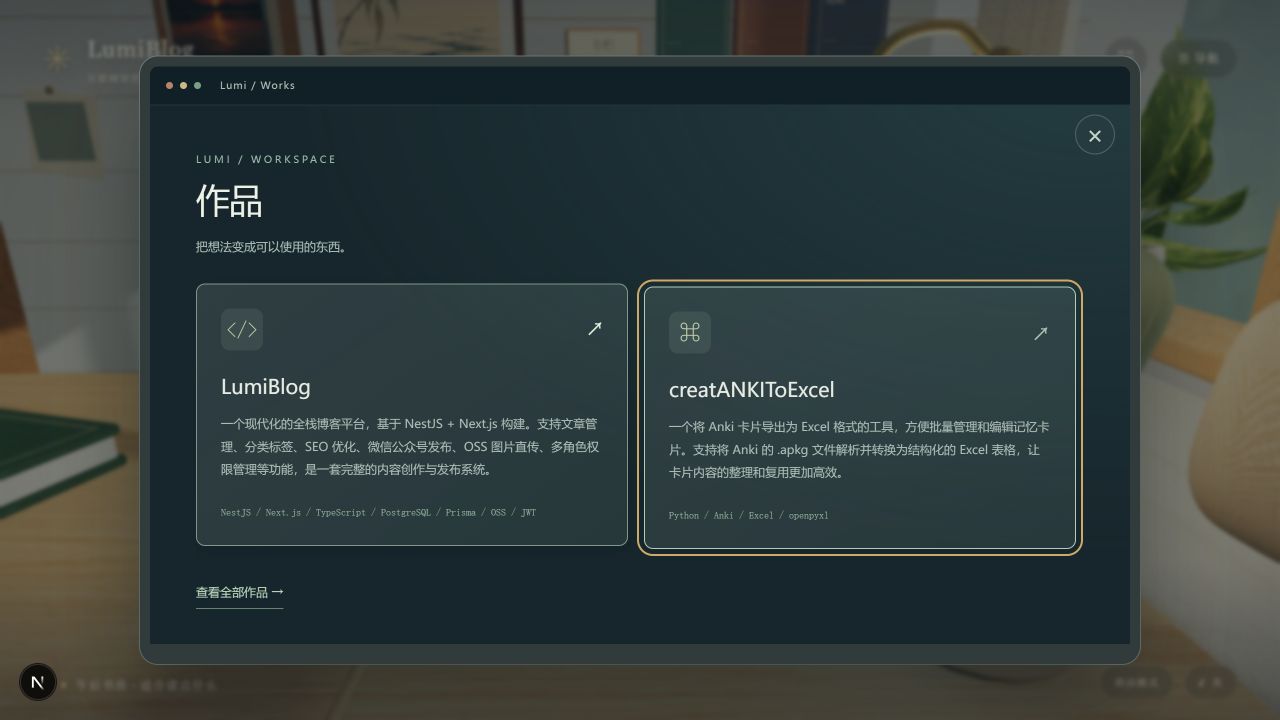 LumiBlog
Lumi / Works
LUMI / WORKSPACE
作品
把想法变成可以使用的东西。
LumiBlog
一个现代化的全栈博客平台，基于 NestJS + Next.js 构建。支持文章管
理、分类标签、SEO 优化、微信公众号发布、OSS 图片直传、多角色权
限管理等功能，是一套完整的内容创作与发布系统。
NestJS / Next.js / TypeScript / PostgreSQL / Prisma / OSS / JWT
creatANKIToExcel
一个将 Anki 卡片导出为 Excel 格式的工具，方便批量管理和编辑记忆卡
片。支持将 Anki 的 .apkg 文件解析并转换为结构化的 Excel 表格，让
卡片内容的整理和复用更加高效。
Python / Anki / Excel / openpyxl
查看全部作品 →
N